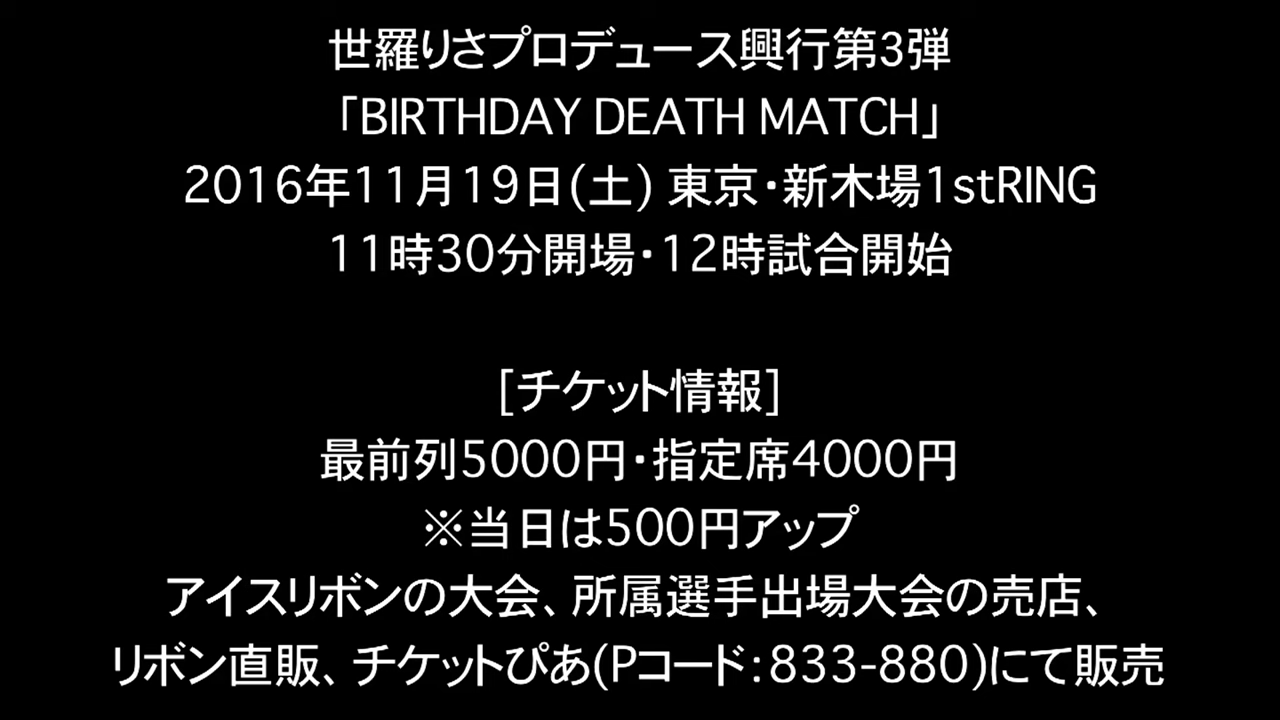 世羅りさプロデュース興行第3弾
「BIRTHDAY DEATH MATCH」
2016年11月19日(土) 東京・新木場1stRING
11時30分開場・12時試合開始
[チケット情報]
最前列5000円・指定席4000円
※当日は500円アップ
アイスリボンの大会、所属選手出場大会の売店、
リボン直販、チケットぴあ(Pコード:833-880)にて販売